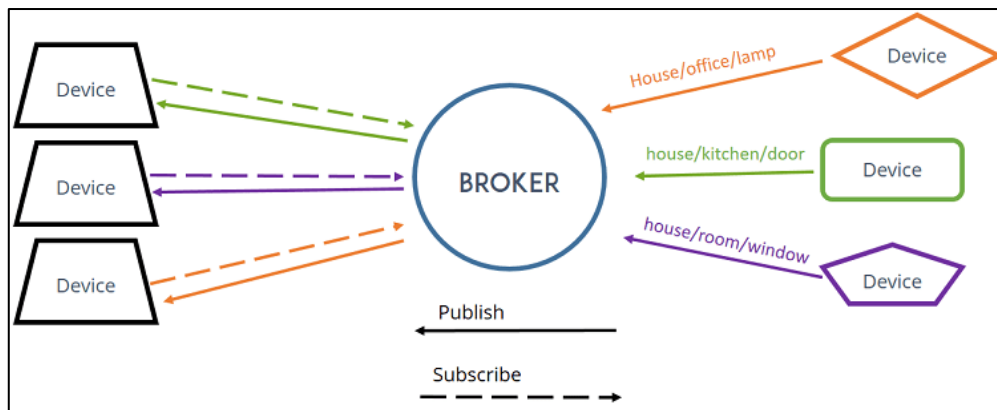 Device
Device
Device
BROKER
House/office/lamp
Device
house/kitchen/door
Device
house/room/window
Device
Publish
Subscribe